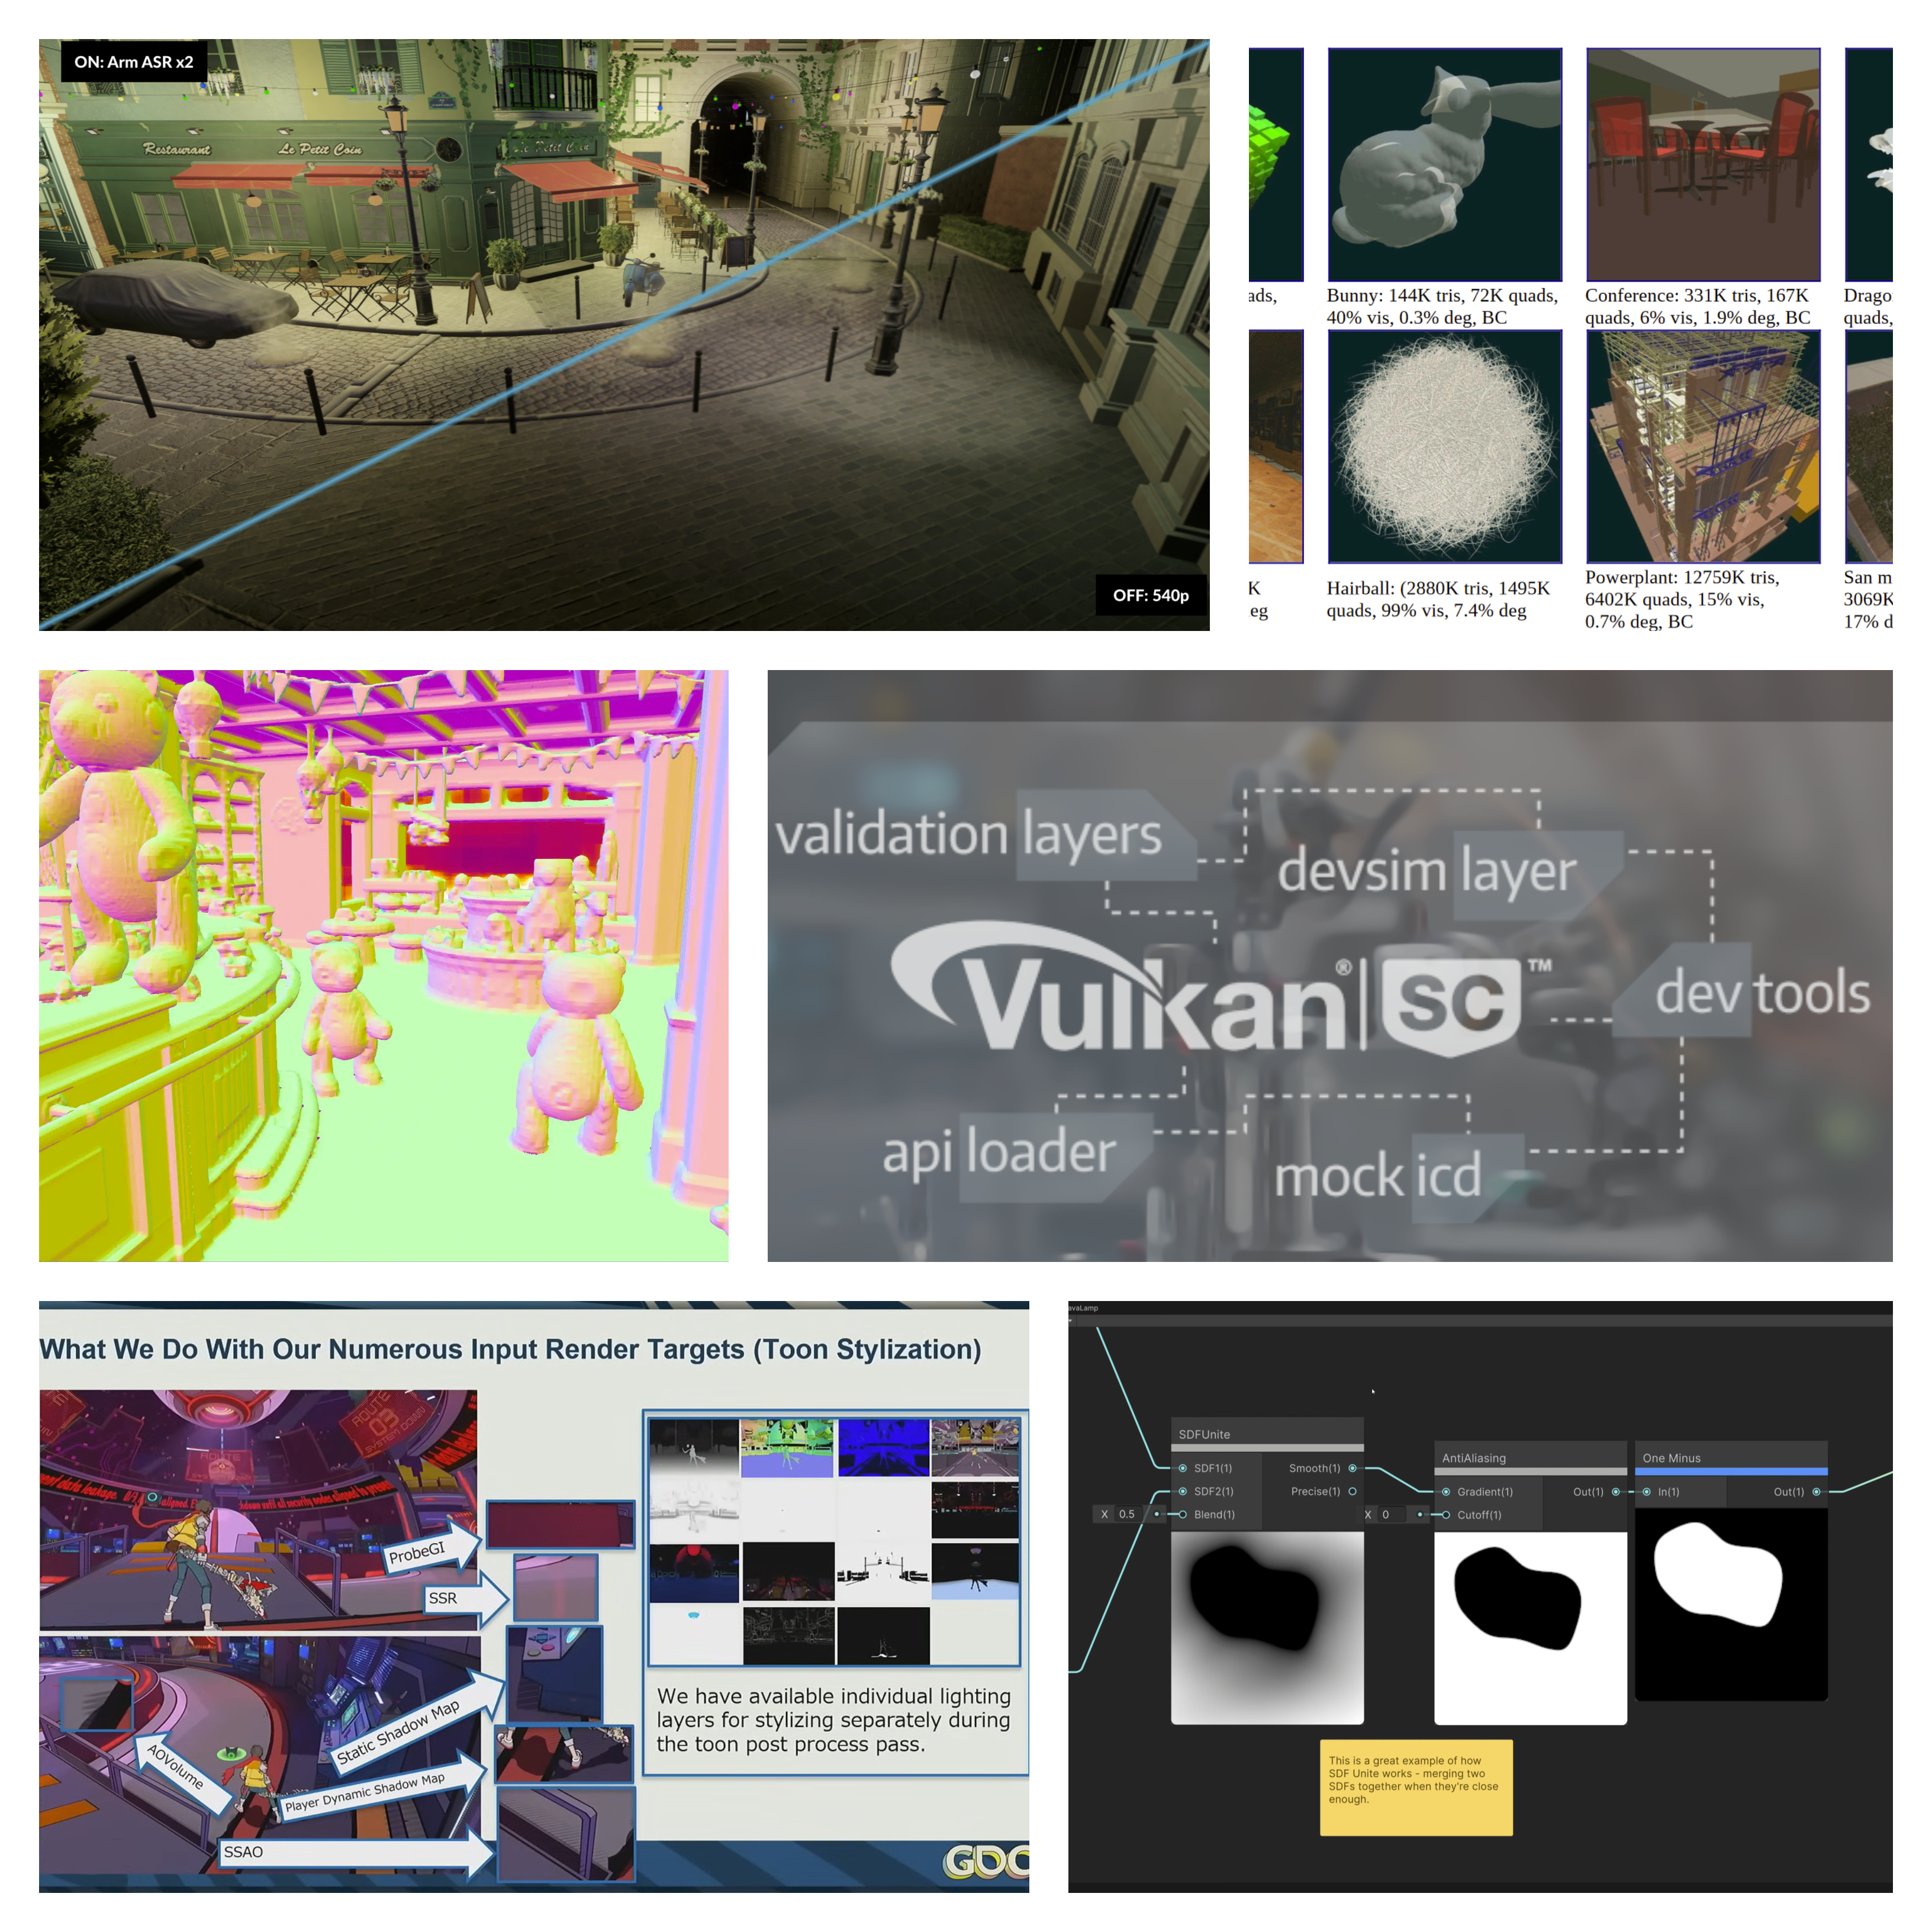 ON: Arm ASR x2
Restaurant
Le Petit Coin
Le Petit Coin
OFF: 540p
ads,
Bunny: 144K tris, 72K quads,
40% vis, 0.3% deg, BC
Conference: 331K tris, 167K
quads, 6% vis, 1.9% deg, BC
Drago
quads,
K
eg
Hairball: (2880K tris, 1495K
quads, 99% vis, 7.4% deg
Powerplant: 12759K tris,
6402K quads, 15% vis,
0.7% deg, BC
San m
3069K
17% d
validation layers
devsim layer
Vulkan® SC™
dev tools
api loader
mock icd
What We Do With Our Numerous Input Render Targets (Toon Stylization)
ROUTE
03
SYSTEM DOWN
ProbeGI
SSR
Static Shadow Map
AOVolume
Player Dynamic Shadow Map
SSAO
We have available individual lighting
layers for stylizing separately during
the toon post process pass.
GDC
avaLamp
SDFUnite
SDF1(1)
Smooth(1)
SDF2(1)
Precise(1)
X 0.5
Blend(1)
AntiAliasing
Gradient(1)
Out(1)
X 0
Cutoff(1)
One Minus
In(1)
Out(1)
This is a great example of how
SDF Unite works - merging two
SDFs together when they're close
enough.